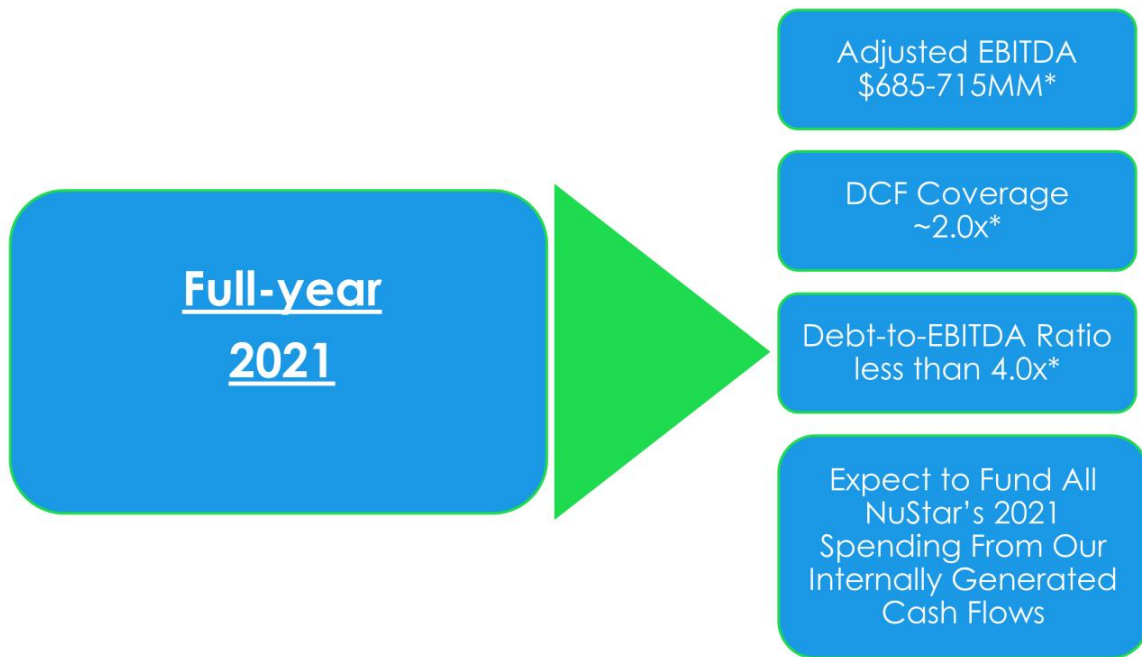 Full-year
2021
Adjusted EBITDA
$685-715MM*
DCF Coverage
~2.0x*
Debt-to-EBITDA Ratio
less than 4.0x*
Expect to Fund All
NuStar’s 2021
Spending From Our
Internally Generated
Cash Flows